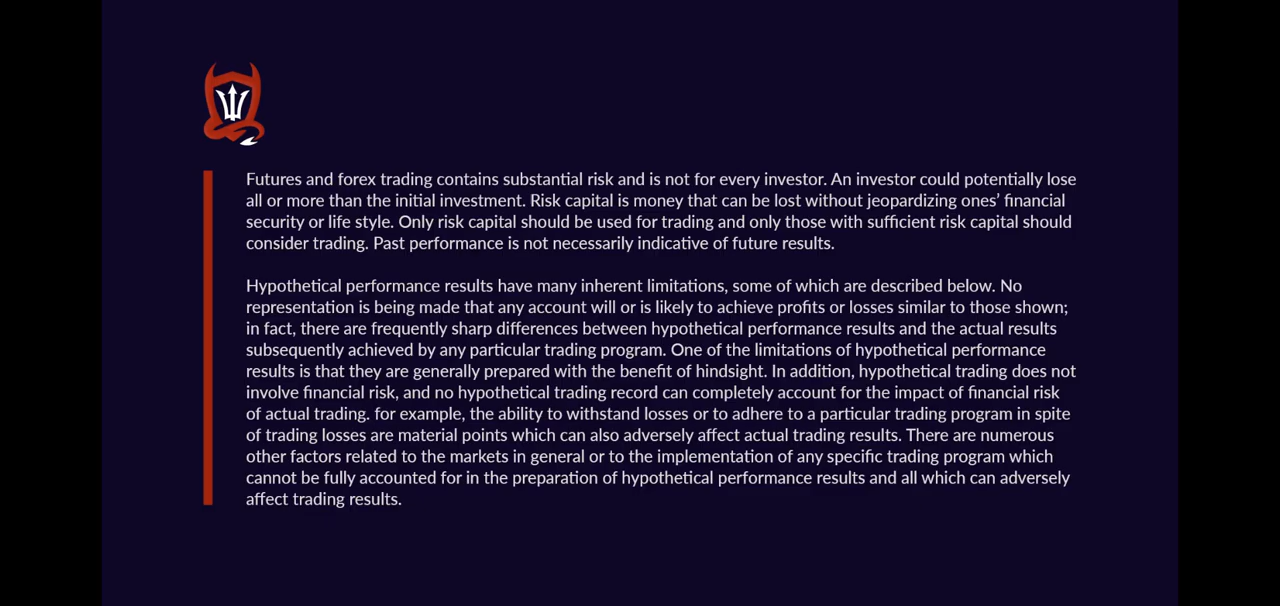 Futures and forex trading contains substantial risk and is not for every investor. An investor could potentially lose
all or more than the initial investment. Risk capital is money that can be lost without jeopardizing ones’ financial
security or life style. Only risk capital should be used for trading and only those with sufficient risk capital should
consider trading. Past performance is not necessarily indicative of future results.
Hypothetical performance results have many inherent limitations, some of which are described below. No
representation is being made that any account will or is likely to achieve profits or losses similar to those shown;
in fact, there are frequently sharp differences between hypothetical performance results and the actual results
subsequently achieved by any particular trading program. One of the limitations of hypothetical performance
results is that they are generally prepared with the benefit of hindsight. In addition, hypothetical trading does not
involve financial risk, and no hypothetical trading record can completely account for the impact of financial risk
of actual trading. for example, the ability to withstand losses or to adhere to a particular trading program in spite
of trading losses are material points which can also adversely affect actual trading results. There are numerous
other factors related to the markets in general or to the implementation of any specific trading program which
cannot be fully accounted for in the preparation of hypothetical performance results and all which can adversely
affect trading results.